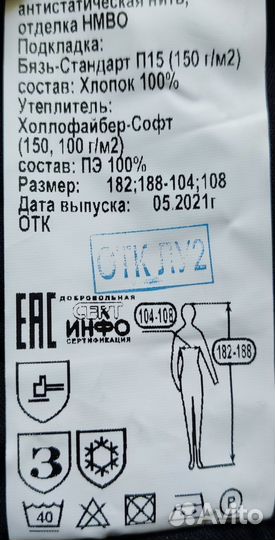 антистатическая нить,
отделка НМВО
Подкладка:
Бязь-Стандарт П15 (150 г/м2)
состав: Хлопок 100%
Утеплитель:
Холлофайбер-Софт
(150, 100 г/м2)
состав: ПЭ 100%
Размер: 182;188-104;108
Дата выпуска: 05.2021г
ОТК
ОТК ЛУ2
ЕАС
ДОБРОВОЛЬНАЯ
СЕРТ
ИНФО
СЕРТИФИКАЦИЯ
104-108
182-188
З
40
P
Avito